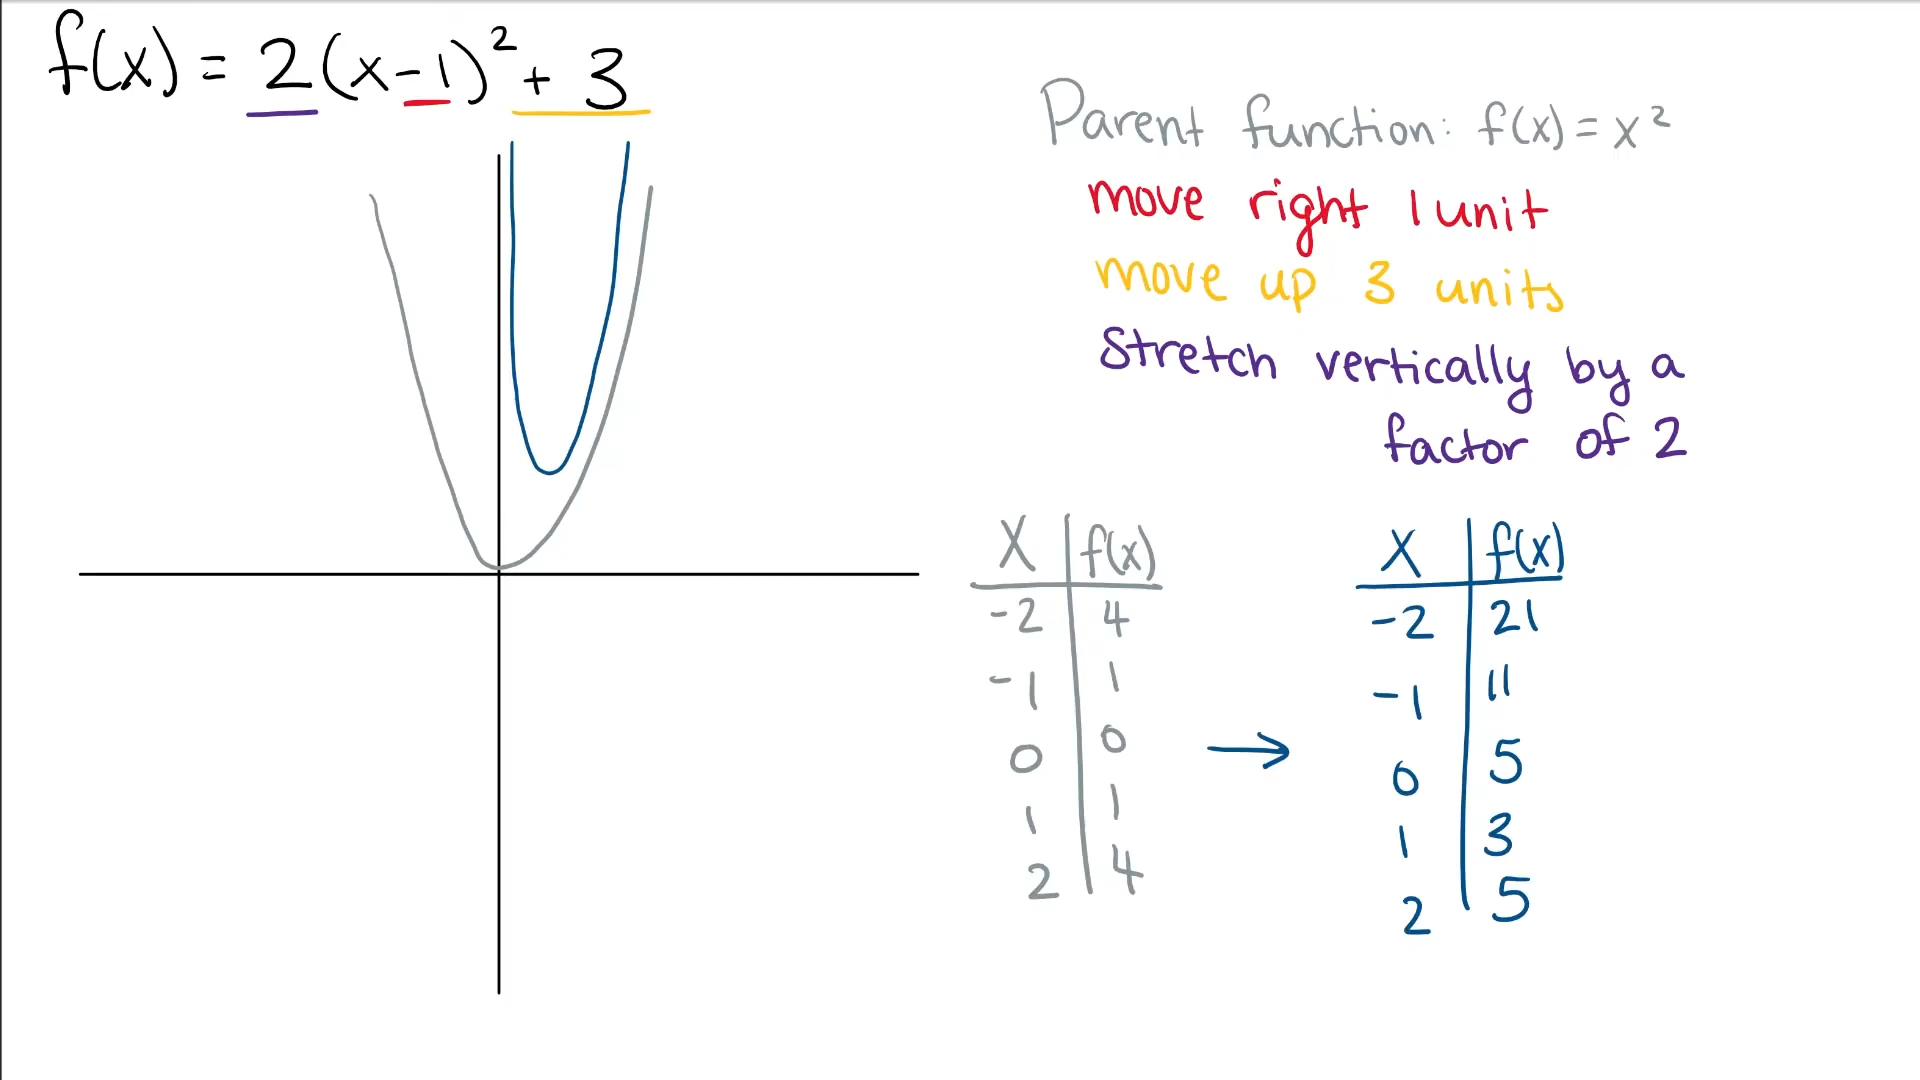 f(x) = 2(x-1)² + 3
Parent function: f(x) = x²
move right 1 unit
move up 3 units
Stretch vertically by a
factor of 2
X f(x)
-2 4
-1 1
0 0
1 1
2 4
→
X f(x)
-2 21
-1 11
0 5
1 3
2 5